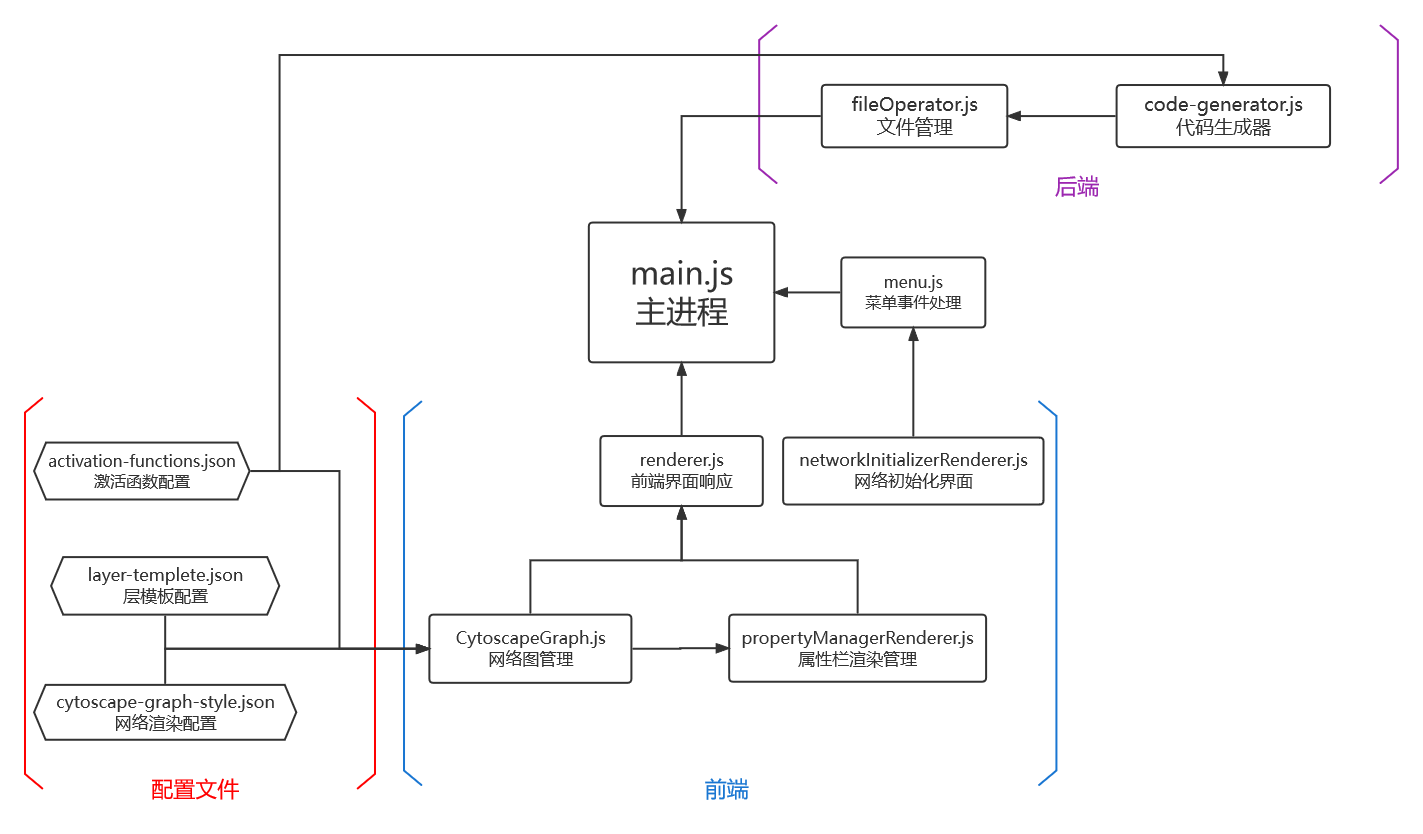 fileOperator.js
文件管理
code-generator.js
代码生成器
后端
main.js
主进程
menu.js
菜单事件处理
activation-functions.json
激活函数配置
layer-templete.json
层模板配置
cytoscape-graph-style.json
网络渲染配置
配置文件
renderer.js
前端界面响应
networkInitializerRenderer.js
网络初始化界面
CytoscapeGraph.js
网络图管理
propertyManagerRenderer.js
属性栏渲染管理
前端